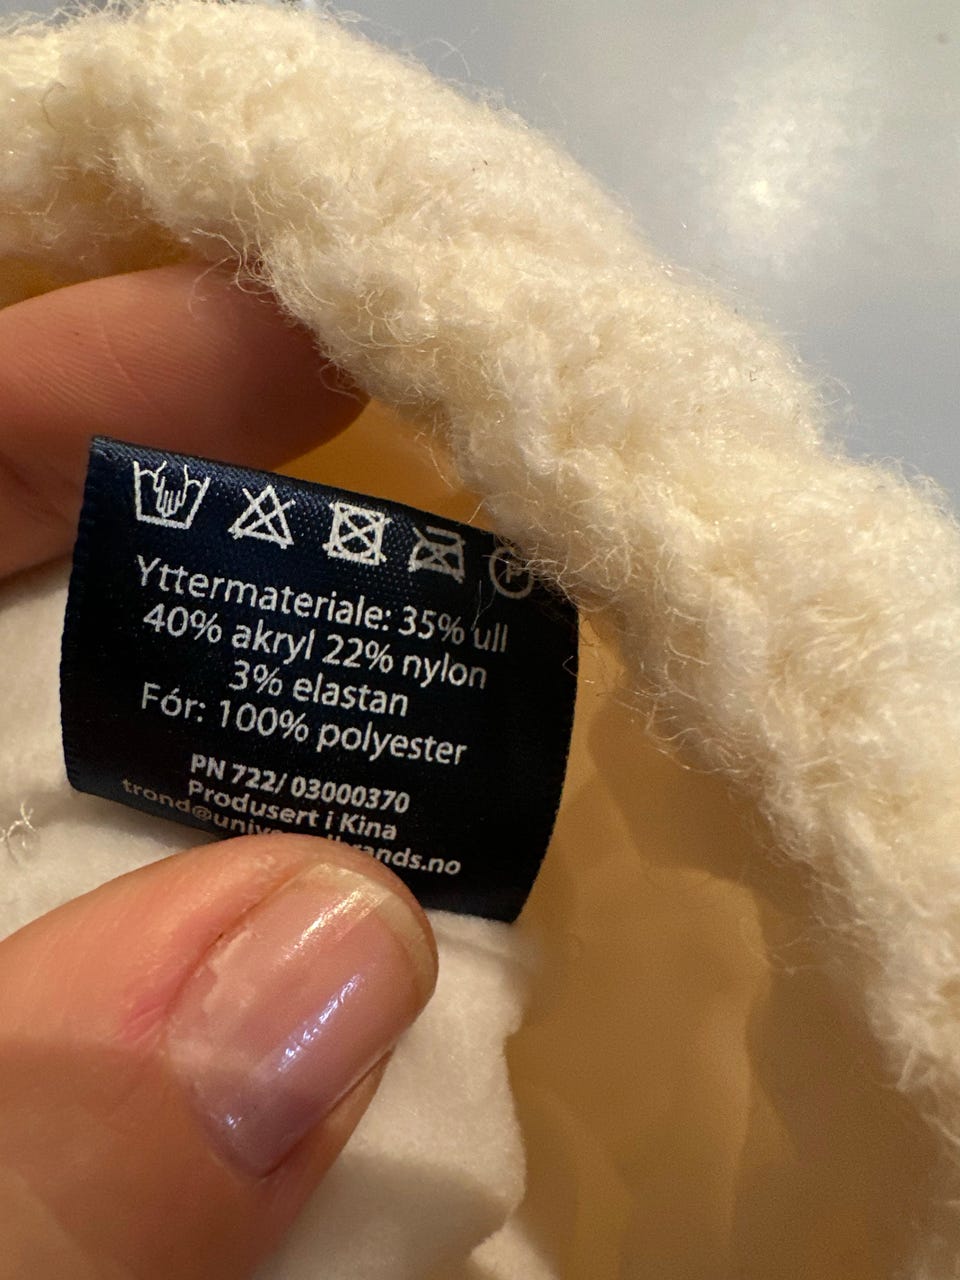 Yttermateriale: 35% ull
40% akryl 22% nylon
3% elastan
Fór: 100% polyester
PN 722/ 03000370
Produsert i Kina